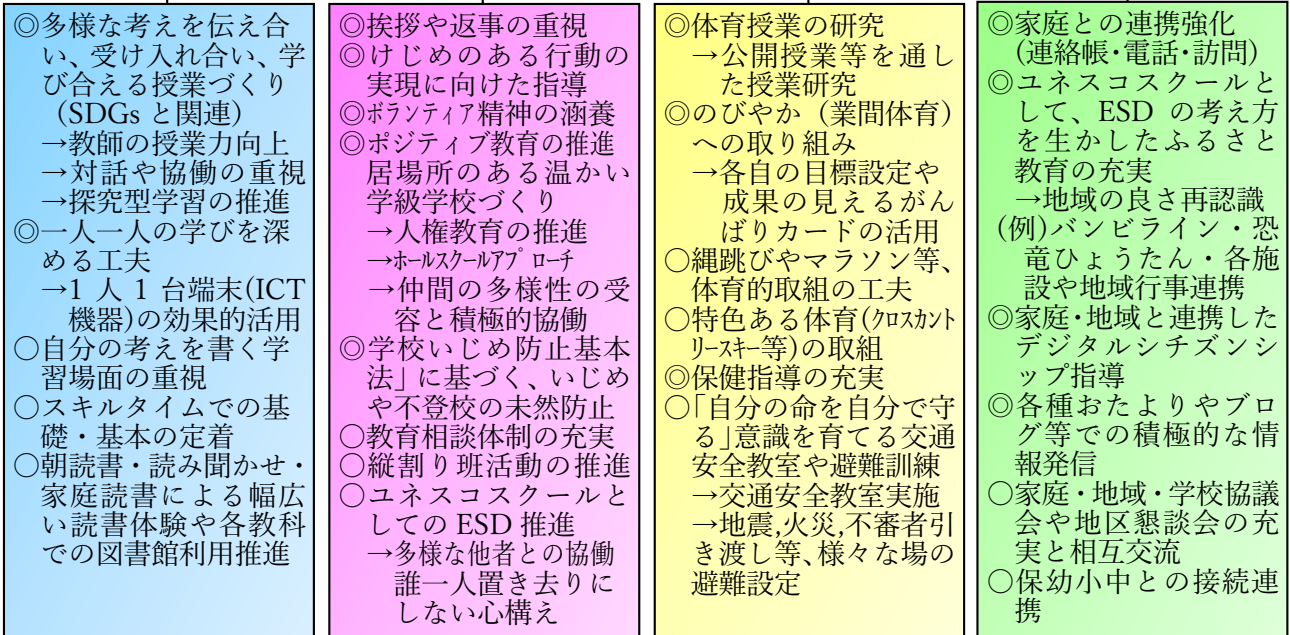 ◎多様な考えを伝え合
い、受け入れ合い、学
び合える授業づくり
(SDGs と関連)
→教師の授業力向上
→対話や協働の重視
→探究型学習の推進
◎一人一人の学びを深
める工夫
→1 人 1 台端末(ICT
機器)の効果的活用
○自分の考えを書く学
習場面の重視
○スキルタイムでの基
礎・基本の定着
○朝読書・読み聞かせ・
家庭読書による幅広
い読書体験や各教科
での図書館利用推進
◎挨拶や返事の重視
◎けじめのある行動の
実現に向けた指導
◎ボランティア精神の涵養
◎ポジティブ教育の推進
居場所のある温かい
学級学校づくり
→人権教育の推進
→ホールスクールアプローチ
→仲間の多様性の受
容と積極的協働
◎学校いじめ防止基本
法」に基づく、いじめ
や不登校の未然防止
○教育相談体制の充実
○縦割り班活動の推進
○ユネスコスクールと
しての ESD 推進
→多様な他者との協働
誰一人置き去りに
しない心構え
◎体育授業の研究
→公開授業等を通し
た授業研究
◎のびやか（業間体育）
への取り組み
→各自の目標設定や
成果の見えるがん
ばりカードの活用
○縄跳びやマラソン等、
体育的取組の工夫
○特色ある体育(クロスカント
リースキー等)の取組
◎保健指導の充実
○「自分の命を自分で守
る」意識を育てる交通
安全教室や避難訓練
→交通安全教室実施
→地震,火災,不審者引
き渡し等、様々な場の
避難設定
◎家庭との連携強化
(連絡帳・電話・訪問)
◎ユネスコスクールと
して、ESD の考え方
を生かしたふるさと
教育の充実
→地域の良さ再認識
(例)バンビライン・恐
竜ひょうたん・各施
設や地域行事連携
◎家庭・地域と連携した
デジタルシチズンシ
ップ指導
◎各種おたよりやブロ
グ等での積極的な情
報発信
○家庭・地域・学校協議
会や地区懇談会の充
実と相互交流
○保幼小中との接続連
携